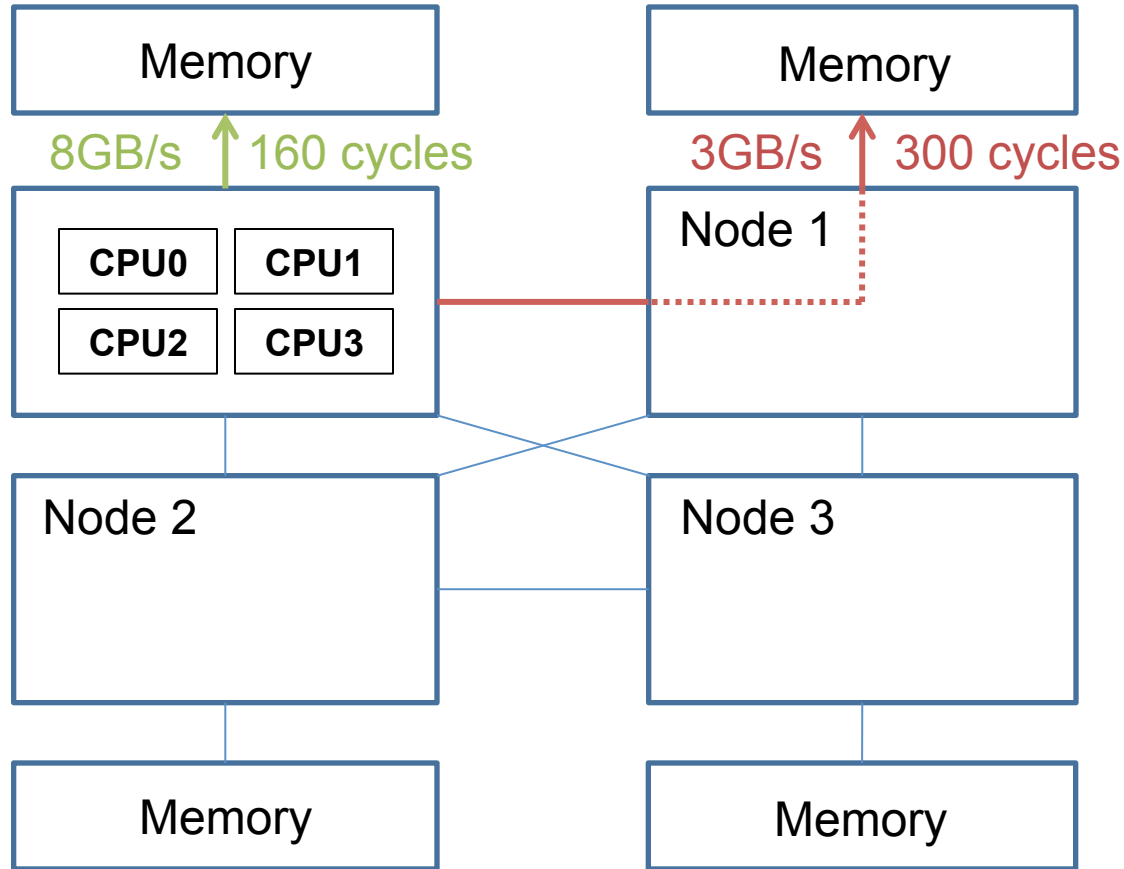 Memory
Memory
8GB/s 160 cycles
3GB/s 300 cycles
CPU0 CPU1
CPU2 CPU3
Node 1
Node 2
Node 3
Memory
Memory